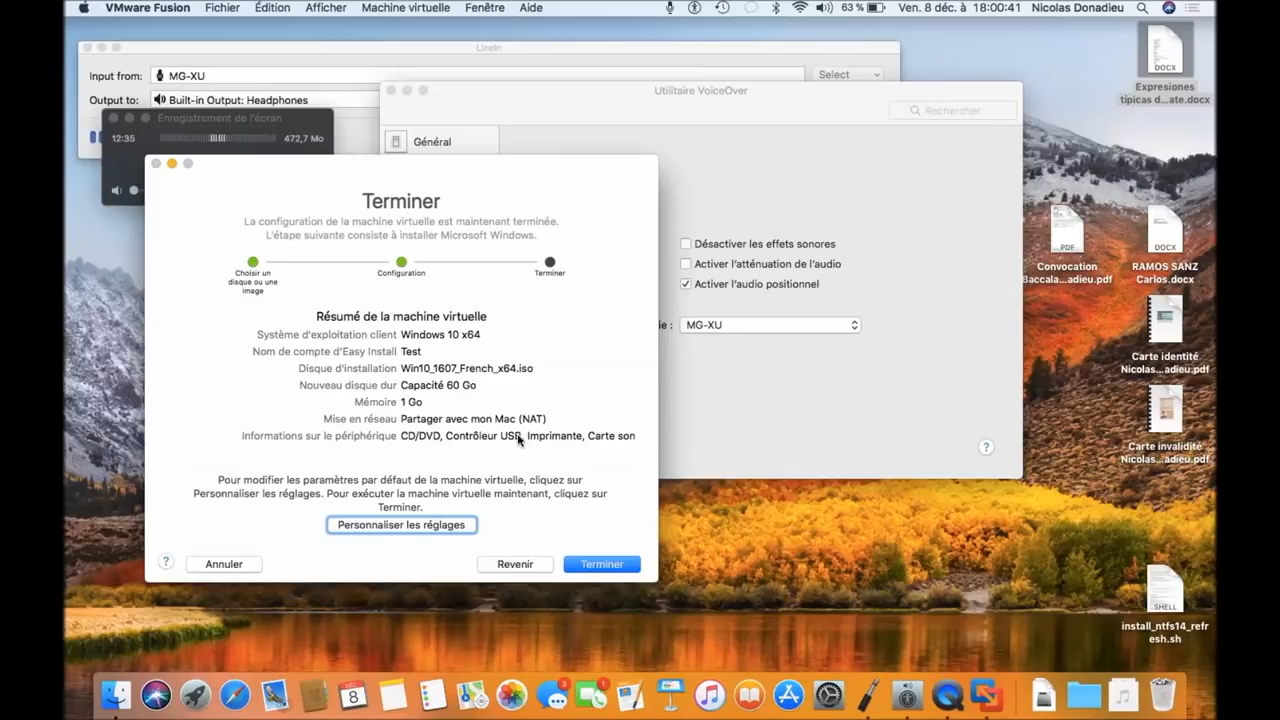 VMware Fusion Fichier Édition Afficher Machine virtuelle Fenêtre Aide 63 % Ven. 8 déc. à 18:00:41 Nicolas Donadieu
LineIn
Input from: MG-XU Select
Output to: Built-in Output: Headphones
Utilitaire VoiceOver
Rechercher
Enregistrement de l'écran
12:35 472,7 Mo
Général
Terminer
La configuration de la machine virtuelle est maintenant terminée.
L'étape suivante consiste à installer Microsoft Windows.
Choisir un
disque ou une
image
Configuration
Terminer
Résumé de la machine virtuelle
Système d'exploitation client Windows 10 x64
Nom de compte d'Easy Install Test
Disque d'installation Win10_1607_French_x64.iso
Nouveau disque dur Capacité 60 Go
Mémoire 1 Go
Mise en réseau Partager avec mon Mac (NAT)
Informations sur le périphérique CD/DVD, Contrôleur USB, Imprimante, Carte son
Pour modifier les paramètres par défaut de la machine virtuelle, cliquez sur
Personnaliser les réglages. Pour exécuter la machine virtuelle maintenant, cliquez sur
Terminer.
Personnaliser les réglages
? Annuler Revenir Terminer
Désactiver les effets sonores
Activer l'atténuation de l'audio
Activer l'audio positionnel
ie : MG-XU
?
DOCX
Expresiones
típicas d...ate.docx
PDF
Convocation
Baccala...adieu.pdf
DOCX
RAMOS SANZ
Carlos.docx
Carte identité
Nicolas...adieu.pdf
Carte invalidité
Nicolas...adieu.pdf
SHELL
install_ntfs14_refr
esh.sh
DEC
8
3
1